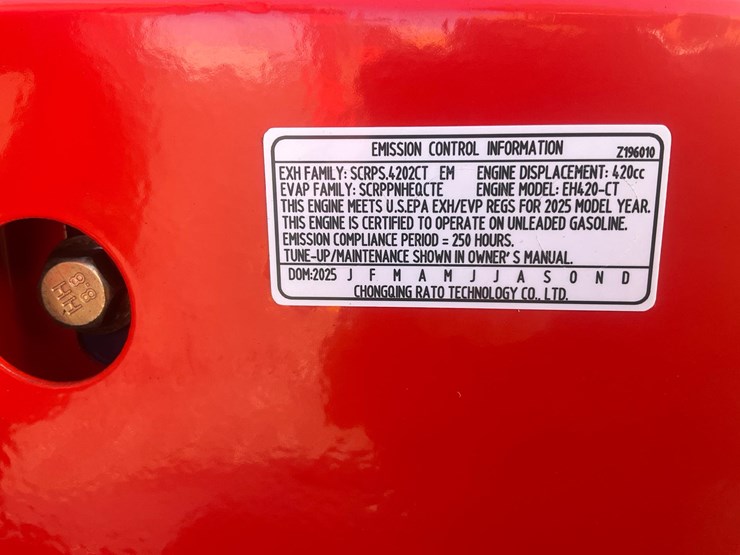 EMISSION CONTROL INFORMATION Z196010
EXH FAMILY: SCRPS.4202CT EM ENGINE DISPLACEMENT: 420cc
EVAP FAMILY: SCRPPNHEQCTE ENGINE MODEL: EH420-CT
THIS ENGINE MEETS U.S.EPA EXH/EVP REGS FOR 2025 MODEL YEAR.
THIS ENGINE IS CERTIFIED TO OPERATE ON UNLEADED GASOLINE.
EMISSION COMPLIANCE PERIOD = 250 HOURS.
TUNE-UP/MAINTENANCE SHOWN IN OWNER'S MANUAL.
DOM:2025 J F M A M J J A S O N D
CHONGQING RATO TECHNOLOGY CO., LTD.
8.8
HH